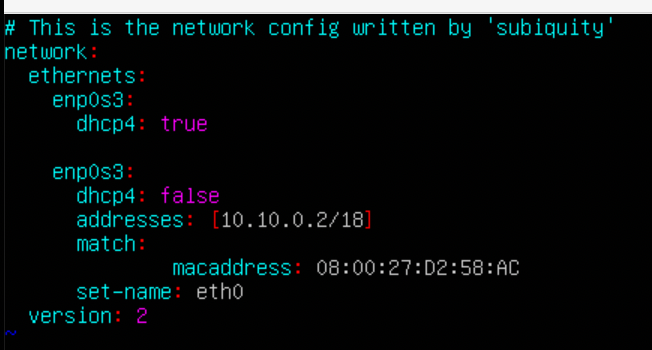 # This is the network config written by 'subiquity'
network:
  ethernets:
    enp0s3:
      dhcp4: true

    enp0s3:
      dhcp4: false
      addresses: [10.10.0.2/18]
      match:
              macaddress: 08:00:27:D2:58:AC
      set-name: eth0
  version: 2
~